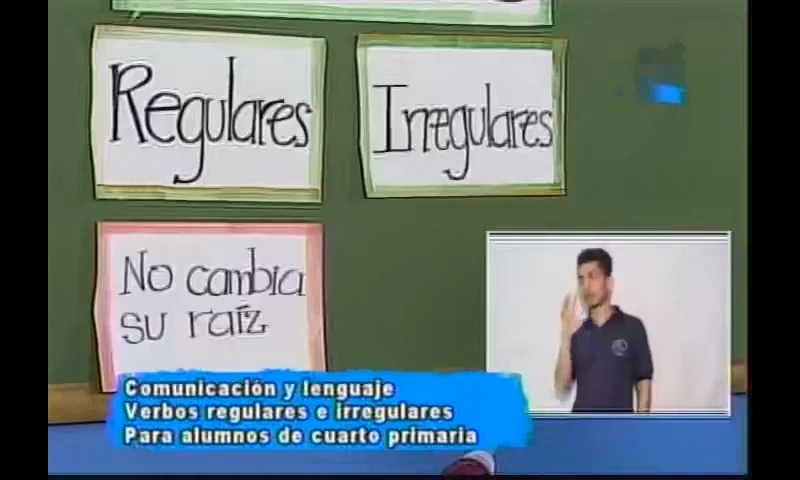 Regulares
Irregulares
No cambia
su raíz
Comunicación y lenguaje
Verbos regulares e irregulares
Para alumnos de cuarto primaria